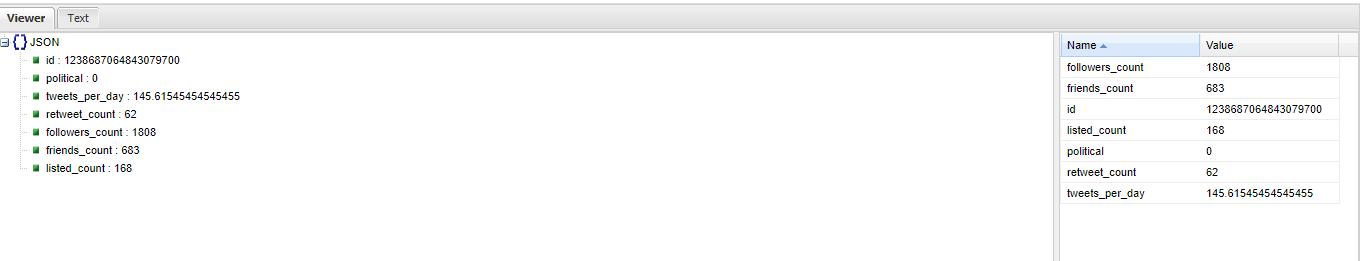 Viewer Text
JSON
id : 1238687064843079700
political : 0
tweets_per_day : 145.61545454545455
retweet_count : 62
followers_count : 1808
friends_count : 683
listed_count : 168
Name Value
followers_count 1808
friends_count 683
id 1238687064843079700
listed_count 168
political 0
retweet_count 62
tweets_per_day 145.61545454545455